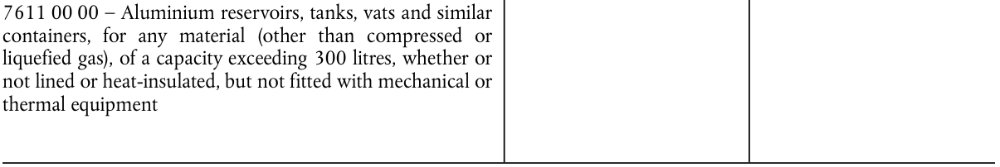 7611 00 00 – Aluminium reservoirs, tanks, vats and similar
containers, for any material (other than compressed or
liquefied gas), of a capacity exceeding 300 litres, whether or
not lined or heat-insulated, but not fitted with mechanical or
thermal equipment